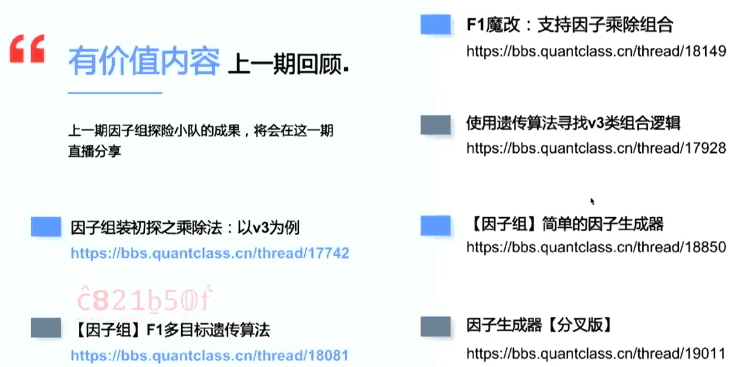 有价值内容 上一期回顾.
上一期因子组探险小队的成果，将会在这一期
直播分享
因子组装初探之乘除法：以v3为例
https://bbs.quantclass.cn/thread/17742
ĉ821b̲50ḟ
【因子组】F1多目标遗传算法
https://bbs.quantclass.cn/thread/18081
F1魔改：支持因子乘除组合
https://bbs.quantclass.cn/thread/18149
使用遗传算法寻找v3类组合逻辑
https://bbs.quantclass.cn/thread/17928
【因子组】简单的因子生成器
https://bbs.quantclass.cn/thread/18850
因子生成器【分叉版】
https://bbs.quantclass.cn/thread/19011